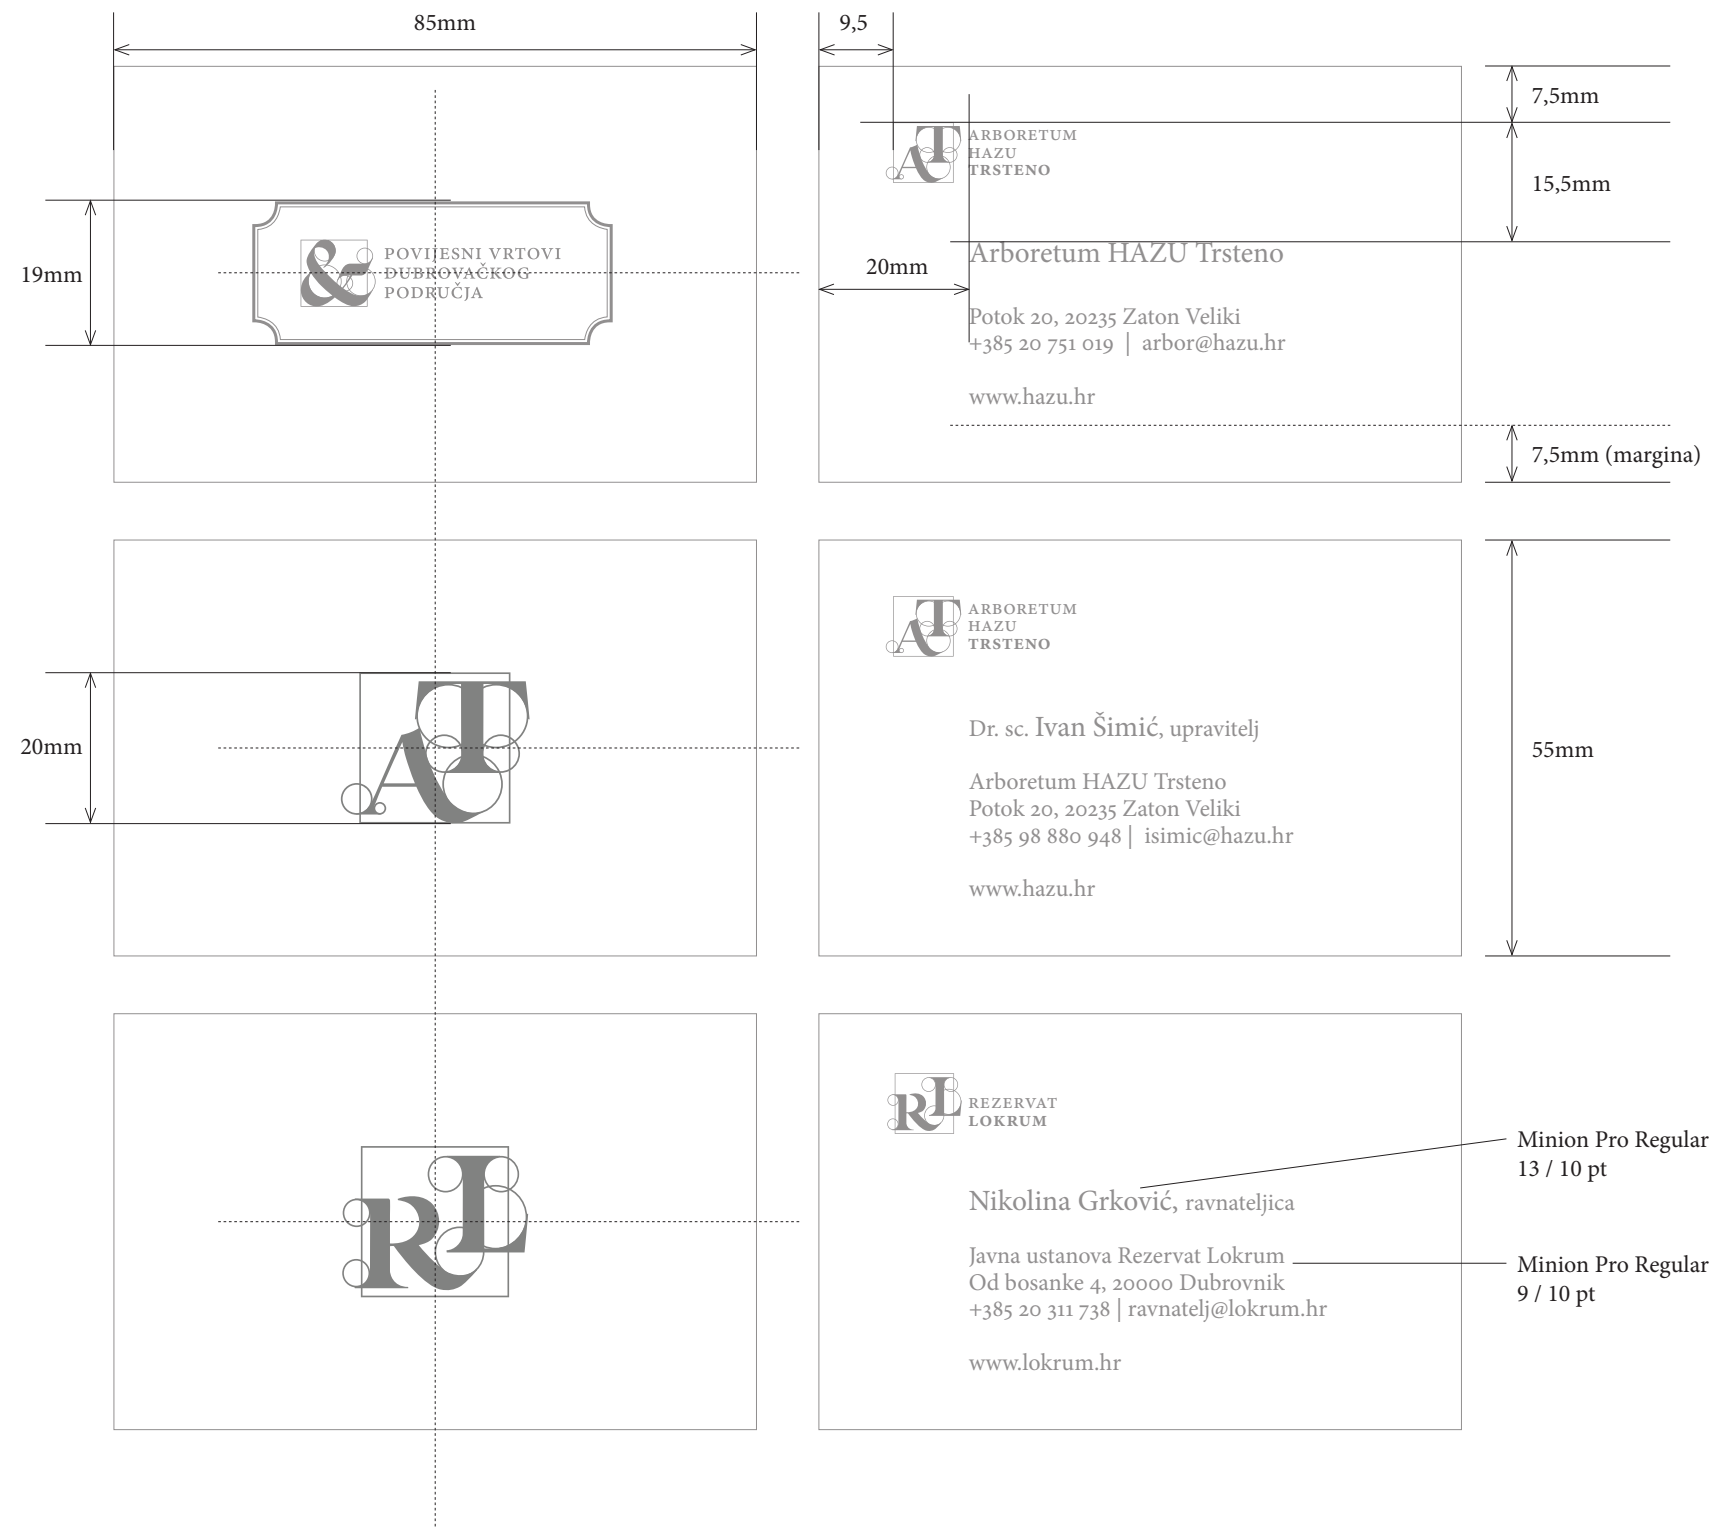 85mm
9,5
7,5mm
ARBORETUM
HAZU
TRSTENO
15,5mm
19mm
POVIJESNI VRTOVI
DUBROVAČKOG
PODRUČJA
20mm
Arboretum HAZU Trsteno
Potok 20, 20235 Zaton Veliki
+385 20 751 019 | arbor@hazu.hr
www.hazu.hr
7,5mm (margina)
20mm
AT
ARBORETUM
HAZU
TRSTENO
Dr. sc. Ivan Šimić, upravitelj
Arboretum HAZU Trsteno
Potok 20, 20235 Zaton Veliki
+385 98 880 948 | isimic@hazu.hr
www.hazu.hr
55mm
RL
REZERVAT
LOKRUM
Nikolina Grković, ravnateljica
Javna ustanova Rezervat Lokrum
Od bosanke 4, 20000 Dubrovnik
+385 20 311 738 | ravnatelj@lokrum.hr
www.lokrum.hr
Minion Pro Regular
13 / 10 pt
Minion Pro Regular
9 / 10 pt